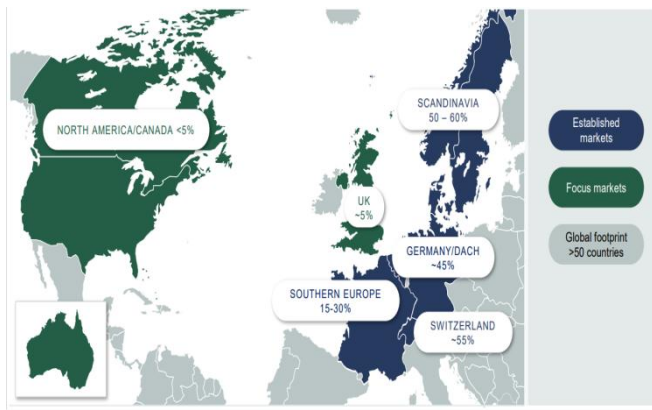 NORTH AMERICA/CANADA <5%
SCANDINAVIA
50 – 60%
UK
~5%
GERMANY/DACH
~45%
SOUTHERN EUROPE
15-30%
SWITZERLAND
~55%
Established
markets
Focus markets
Global footprint
>50 countries